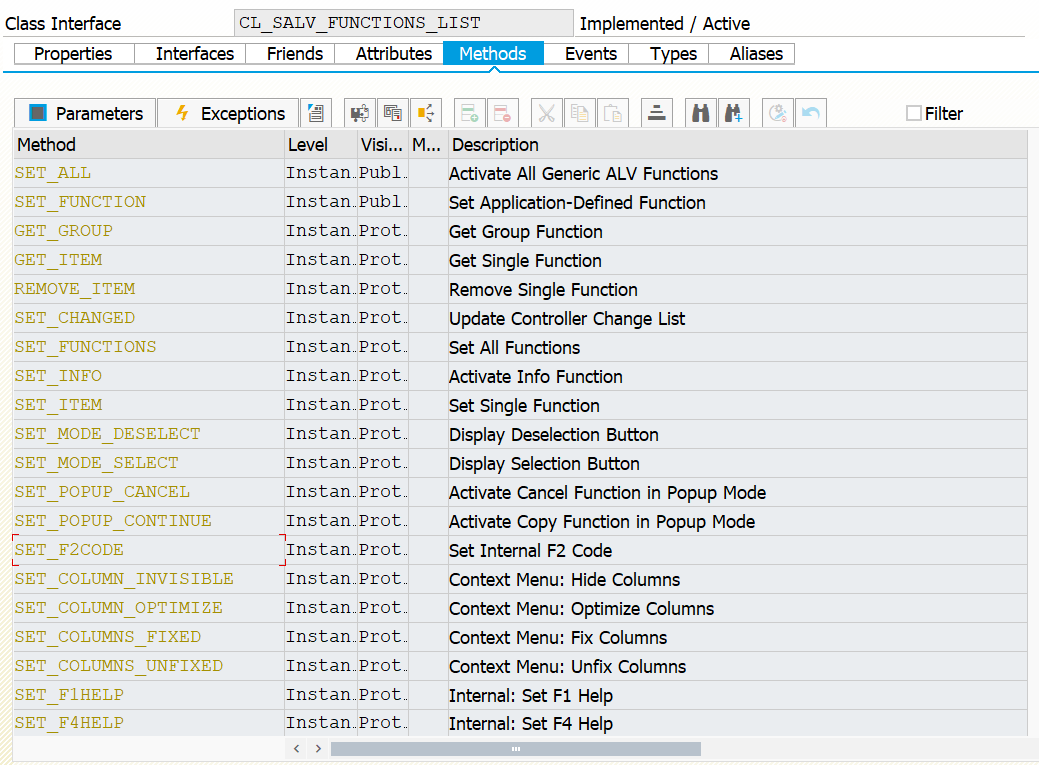 Class Interface CL_SALV_FUNCTIONS_LIST Implemented / Active
Properties Interfaces Friends Attributes Methods Events Types Aliases
Parameters Exceptions Filter
Method Level Visi... M... Description
SET_ALL Instan. Publ. Activate All Generic ALV Functions
SET_FUNCTION Instan. Publ. Set Application-Defined Function
GET_GROUP Instan. Prot. Get Group Function
GET_ITEM Instan. Prot. Get Single Function
REMOVE_ITEM Instan. Prot. Remove Single Function
SET_CHANGED Instan. Prot. Update Controller Change List
SET_FUNCTIONS Instan. Prot. Set All Functions
SET_INFO Instan. Prot. Activate Info Function
SET_ITEM Instan. Prot. Set Single Function
SET_MODE_DESELECT Instan. Prot. Display Deselection Button
SET_MODE_SELECT Instan. Prot. Display Selection Button
SET_POPUP_CANCEL Instan. Prot. Activate Cancel Function in Popup Mode
SET_POPUP_CONTINUE Instan. Prot. Activate Copy Function in Popup Mode
SET_F2CODE Instan. Prot. Set Internal F2 Code
SET_COLUMN_INVISIBLE Instan. Prot. Context Menu: Hide Columns
SET_COLUMN_OPTIMIZE Instan. Prot. Context Menu: Optimize Columns
SET_COLUMNS_FIXED Instan. Prot. Context Menu: Fix Columns
SET_COLUMNS_UNFIXED Instan. Prot. Context Menu: Unfix Columns
SET_F1HELP Instan. Prot. Internal: Set F1 Help
SET_F4HELP Instan. Prot. Internal: Set F4 Help